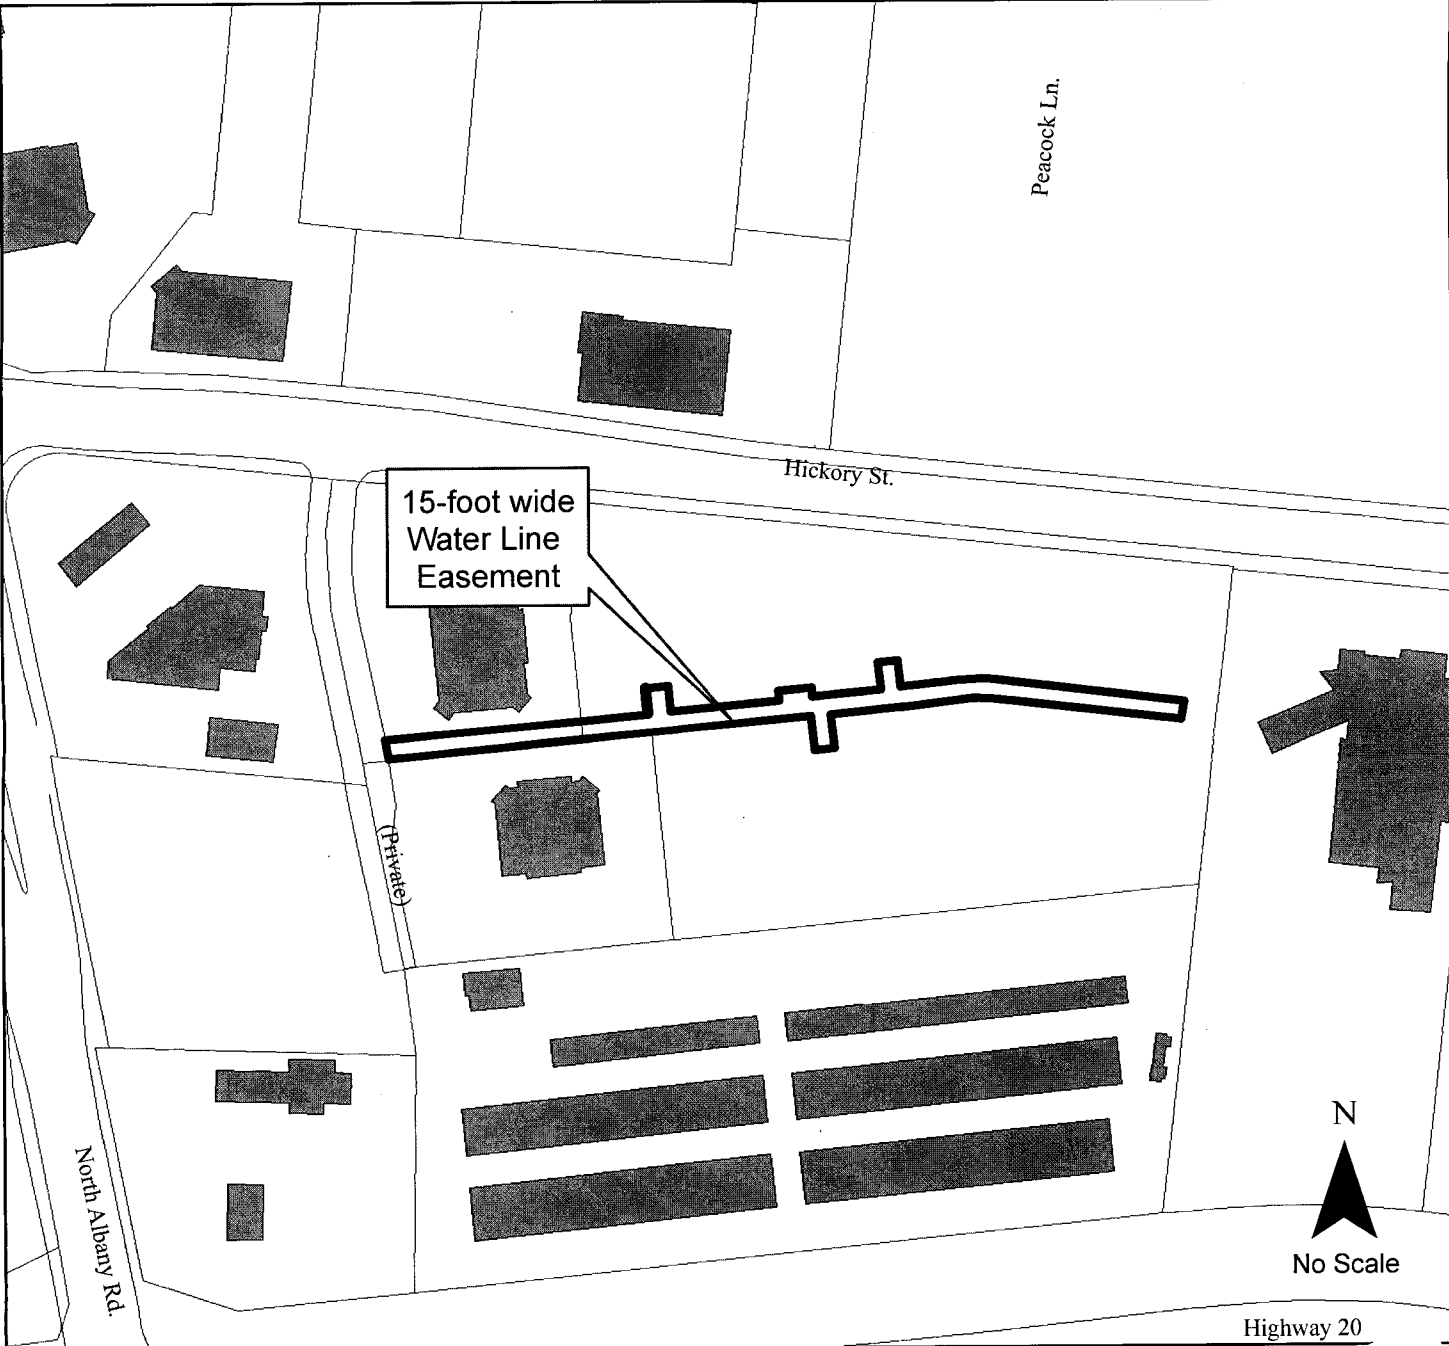 Peacock Ln.
Hickory St.
15-foot wide
Water Line
Easement
(Private)
N
No Scale
North Albany Rd.
Highway 20